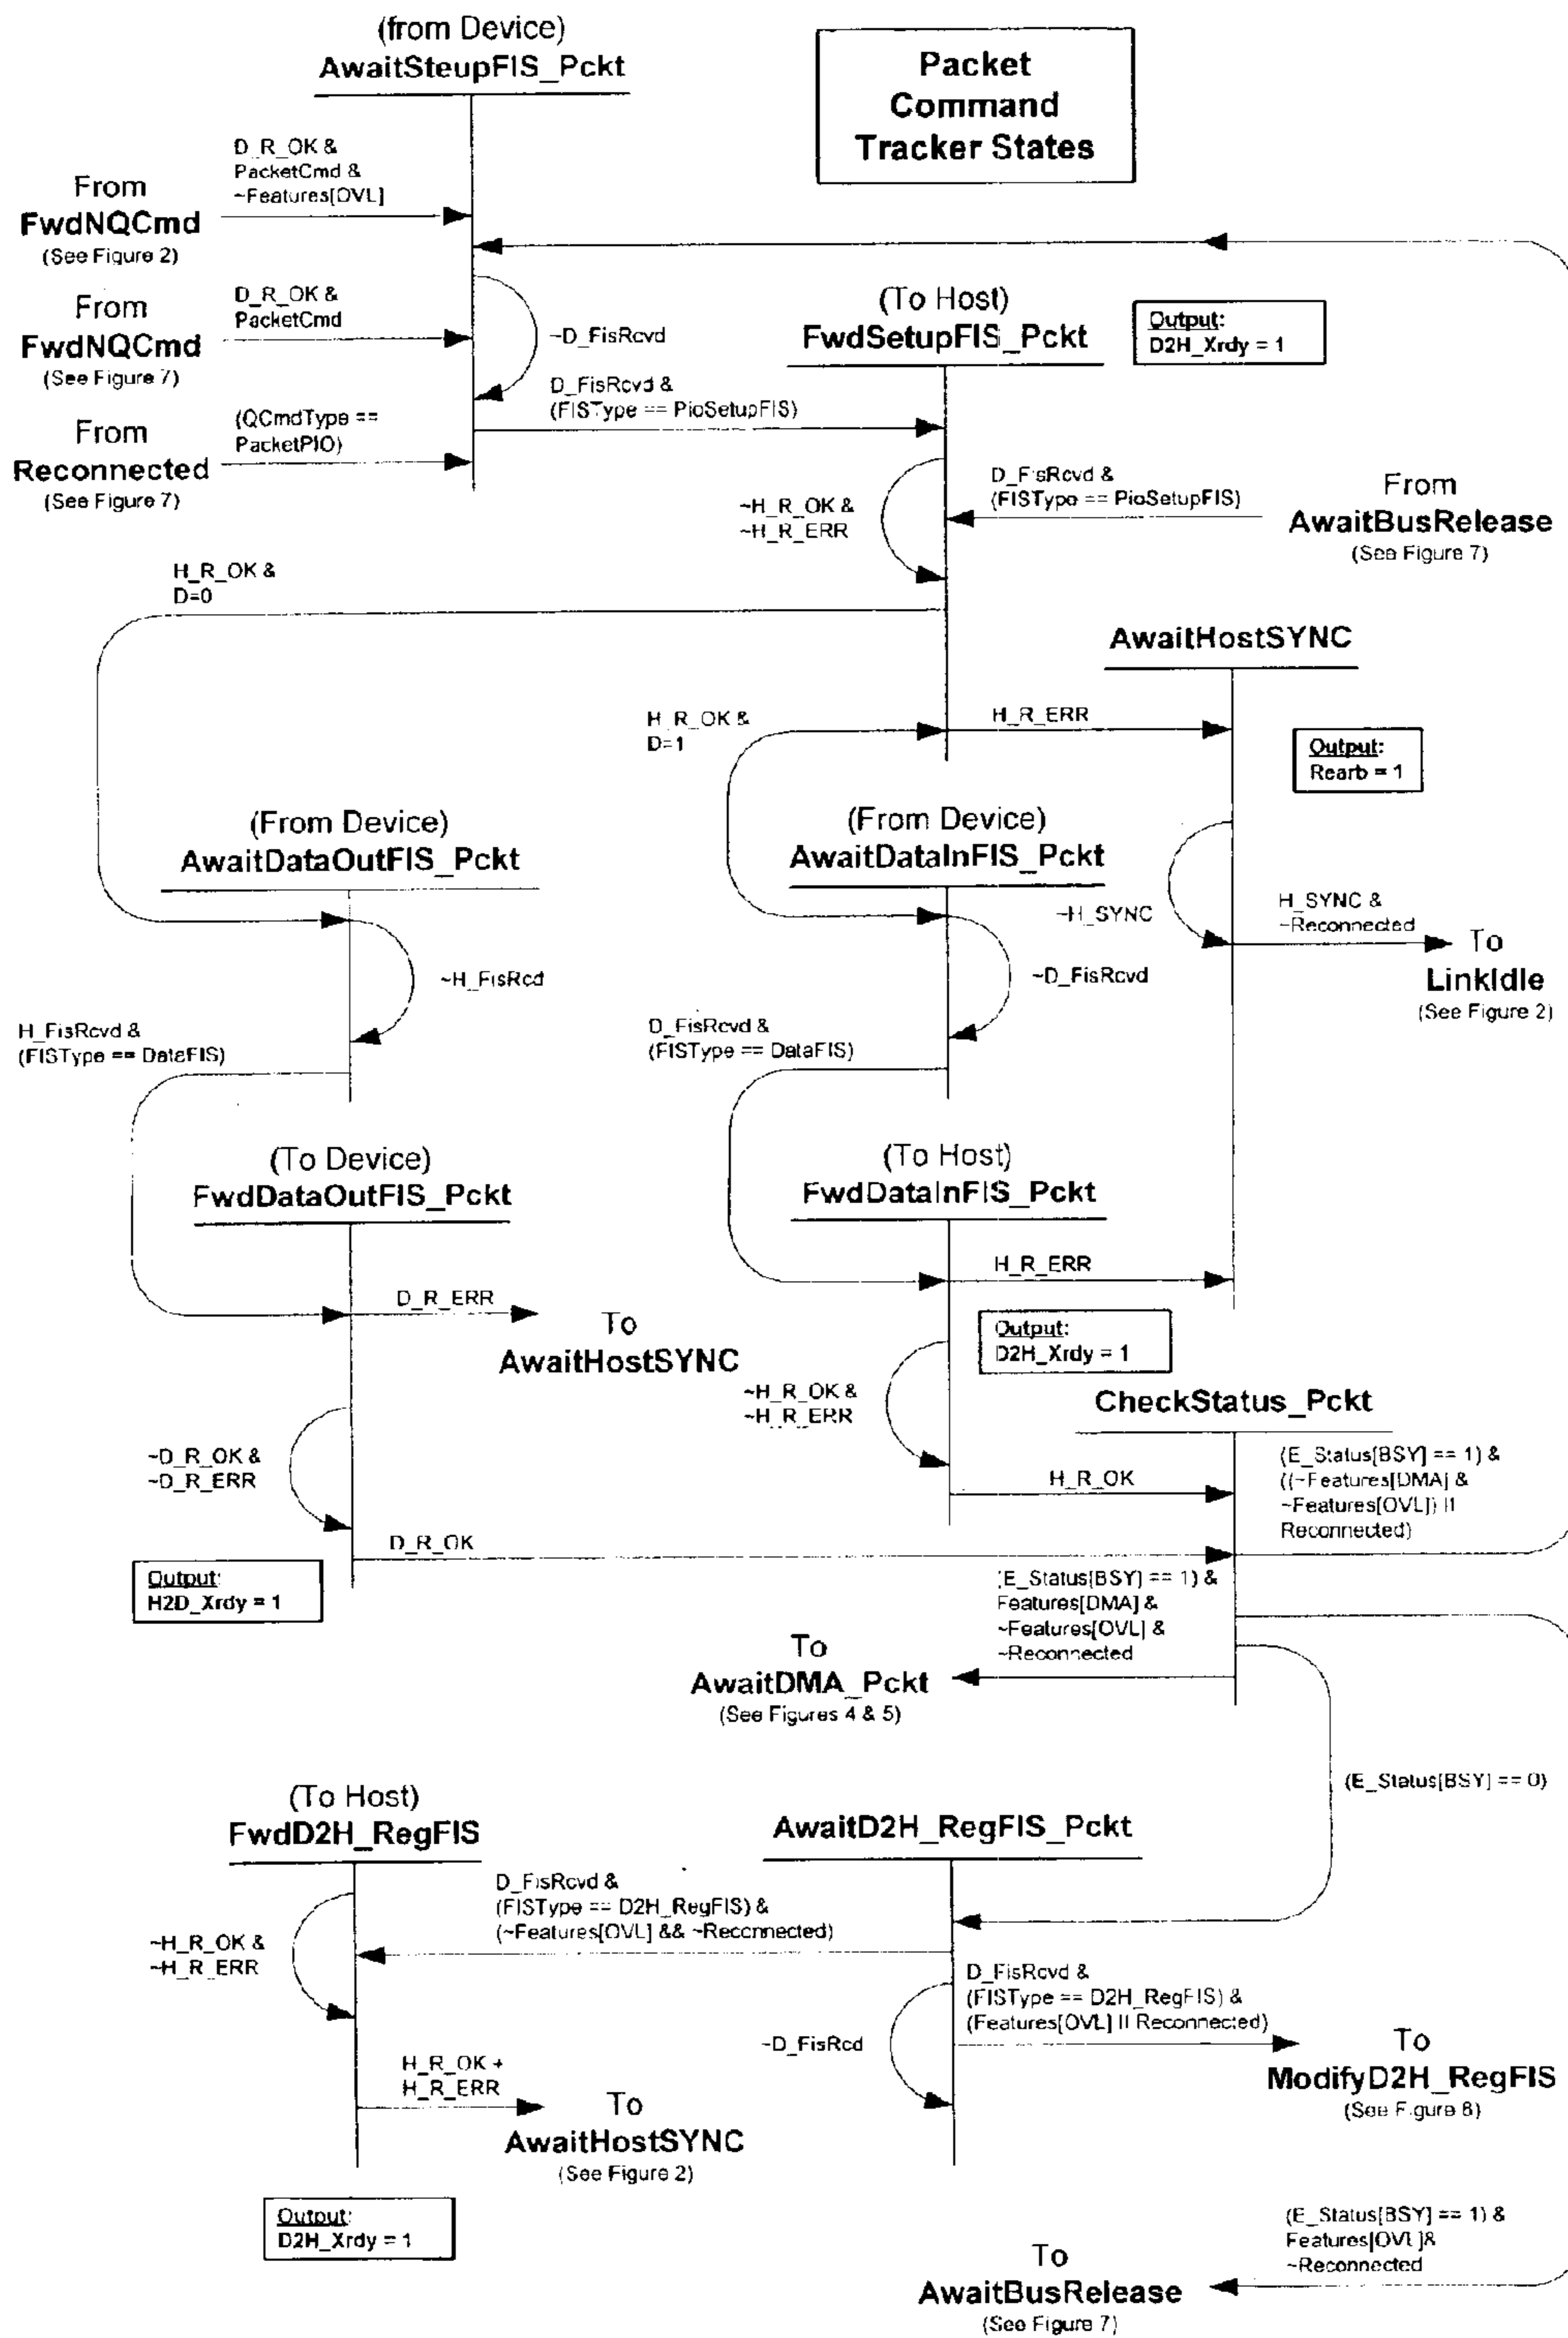 (from Device)
AwaitSteupFIS_Pckt
Packet
Command
Tracker States
D_R_OK &
PacketCmd &
~Features[OVL]
From
FwdNQCmd
(See Figure 2)
From
FwdNQCmd
(See Figure 7)
D_R_OK &
PacketCmd
~D_FisRcvd
(To Host)
FwdSetupFIS_Pckt
Output:
D2H_Xrdy = 1
From
Reconnected
(See Figure 7)
(QCmdType ==
PacketPIO)
D_FisRcvd &
(FISType == PioSetupFIS)
~H_R_OK &
~H_R_ERR
D_FisRcvd &
(FISType == PioSetupFIS)
From
AwaitBusRelease
(See Figure 7)
H_R_OK &
D=0
AwaitHostSYNC
H_R_OK &
D=1
H_R_ERR
Output:
Rearb = 1
(From Device)
AwaitDataOutFIS_Pckt
(From Device)
AwaitDataInFIS_Pckt
~H_SYNC
H_SYNC &
~Reconnected
To
LinkIdle
(See Figure 2)
~H_FisRcd
~D_FisRcvd
H_FisRcvd &
(FISType == DataFIS)
D_FisRcvd &
(FISType == DataFIS)
(To Device)
FwdDataOutFIS_Pckt
(To Host)
FwdDataInFIS_Pckt
H_R_ERR
D_R_ERR
To
AwaitHostSYNC
Output:
D2H_Xrdy = 1
~H_R_OK &
~H_R_ERR
CheckStatus_Pckt
~D_R_OK &
~D_R_ERR
H_R_OK
(E_Status[BSY] == 1) &
((~Features[DMA] &
~Features[OVL]) ||
Reconnected)
D_R_OK
Output:
H2D_Xrdy = 1
(E_Status[BSY] == 1) &
Features[DMA] &
~Features[OVL] &
~Reconnected
To
AwaitDMA_Pckt
(See Figures 4 & 5)
(E_Status[BSY] == 0)
(To Host)
FwdD2H_RegFIS
AwaitD2H_RegFIS_Pckt
D_FisRcvd &
(FISType == D2H_RegFIS) &
(~Features[OVL] && ~Reconnected)
~H_R_OK &
~H_R_ERR
D_FisRcvd &
(FISType == D2H_RegFIS) &
(Features[OVL] || Reconnected)
~D_FisRcd
To
ModifyD2H_RegFIS
(See Figure 8)
H_R_OK +
H_R_ERR
To
AwaitHostSYNC
(See Figure 2)
Output:
D2H_Xrdy = 1
(E_Status[BSY] == 1) &
Features[OVL]&
~Reconnected
To
AwaitBusRelease
(See Figure 7)